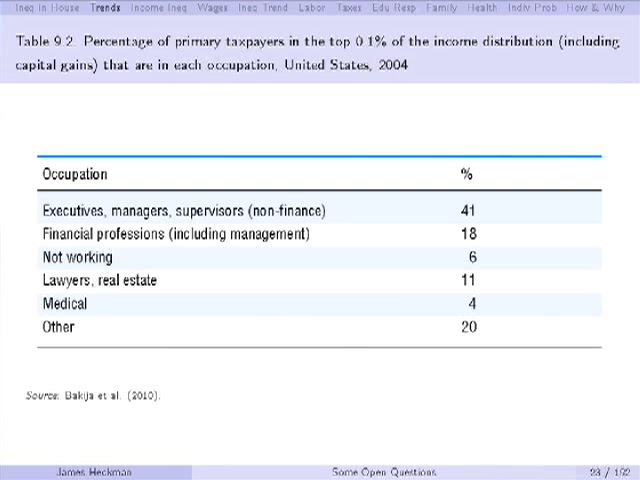 Ineq in House Trends Income Ineq Wages Ineq Trend Labor Taxes Edu Resp Family Health Indiv Prob How & Why
Table 9.2. Percentage of primary taxpayers in the top 0.1% of the income distribution (including
capital gains) that are in each occupation, United States, 2004
Occupation %
Executives, managers, supervisors (non-finance) 41
Financial professions (including management) 18
Not working 6
Lawyers, real estate 11
Medical 4
Other 20
Source: Bakija et al. (2010).
James Heckman Some Open Questions 23 / 192